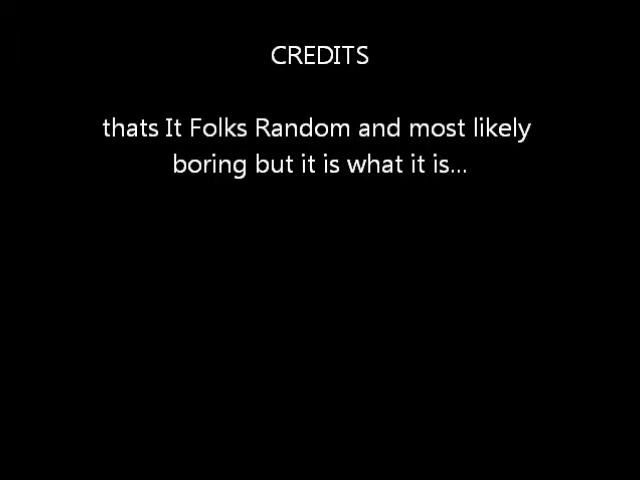 CREDITS
thats It Folks Random and most likely
boring but it is what it is...